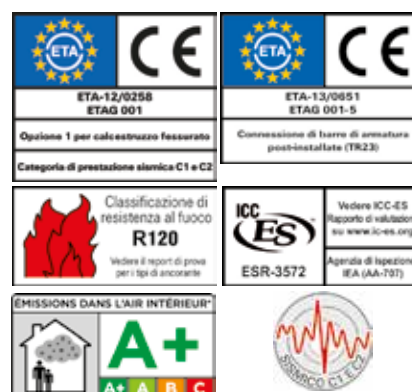 ETA CE
ETA-12/0258
ETAG 001
Opzione 1 per calcestruzzo fessurato
Categoria di prestazione sismica C1 e C2
ETA CE
ETA-13/0651
ETAG 001-5
Connessione di barre di armatura
post-installate (TR23)
Classificazione di
resistenza al fuoco
R120
Vedere il report di prova
per i tipi di ancorante
ICC
ES
ESR-3572
Vedere ICC-ES
Rapporto di valutazione
su www.ic-es.org
Agenzia di Ispezione
IEA (AA-707)
ÉMISSIONS DANS L'AIR INTÉRIEUR*
A+
A+ A B C
SISMICO C1 E C2